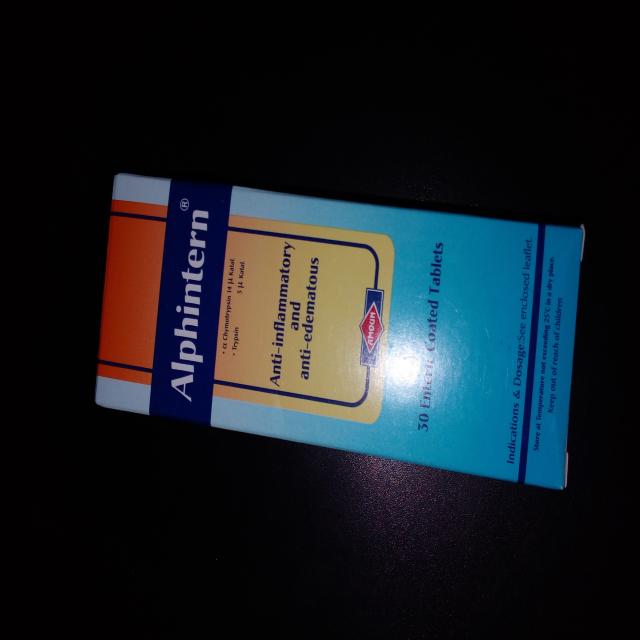 Alphintern®
• α Chymotrypsin 14 µ Katal.
• Trypsin 5 µ Katal.
Anti-inflammatory
and
anti-edematous
AMOUN
30 Enteric Coated Tablets
Indications & Dosage:See enclosed leaflet.
Store at Temperature not exceeding 25°C in a dry place.
Keep out of reach of children